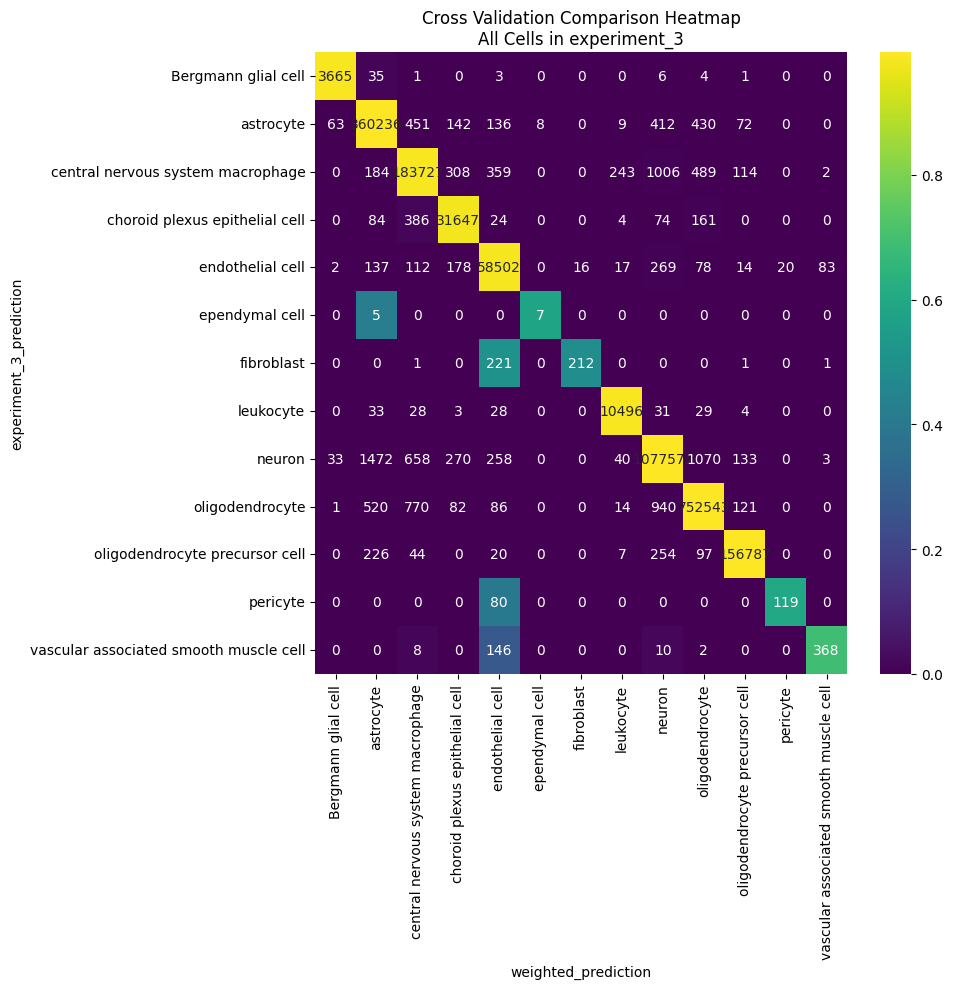 Cross Validation Comparison Heatmap
All Cells in experiment_3
experiment_3_prediction
Bergmann glial cell 3665 35 1 0 3 0 0 0 6 4 1 0 0
astrocyte 63 360236 451 142 136 8 0 9 412 430 72 0 0
central nervous system macrophage 0 184 183727 308 359 0 0 243 1006 489 114 0 2
choroid plexus epithelial cell 0 84 386 31647 24 0 0 4 74 161 0 0 0
endothelial cell 2 137 112 178 58502 0 16 17 269 78 14 20 83
ependymal cell 0 5 0 0 0 7 0 0 0 0 0 0 0
fibroblast 0 0 1 0 221 0 212 0 0 0 1 0 1
leukocyte 0 33 28 3 28 0 0 10496 31 29 4 0 0
neuron 33 1472 658 270 258 0 0 40 1070 133 0 3
oligodendrocyte 1 520 770 82 86 0 0 14 940 752543 121 0 0
oligodendrocyte precursor cell 0 226 44 0 20 0 0 7 254 97 156787 0 0
pericyte 0 0 0 0 80 0 0 0 0 0 0 119 0
vascular associated smooth muscle cell 0 0 8 0 146 0 0 0 10 2 0 0 368
0.8
0.6
0.4
0.2
0.0
Bergmann glial cell
astrocyte
central nervous system macrophage
choroid plexus epithelial cell
endothelial cell
ependymal cell
fibroblast
leukocyte
neuron
oligodendrocyte
oligodendrocyte precursor cell
pericyte
vascular associated smooth muscle cell
weighted_prediction